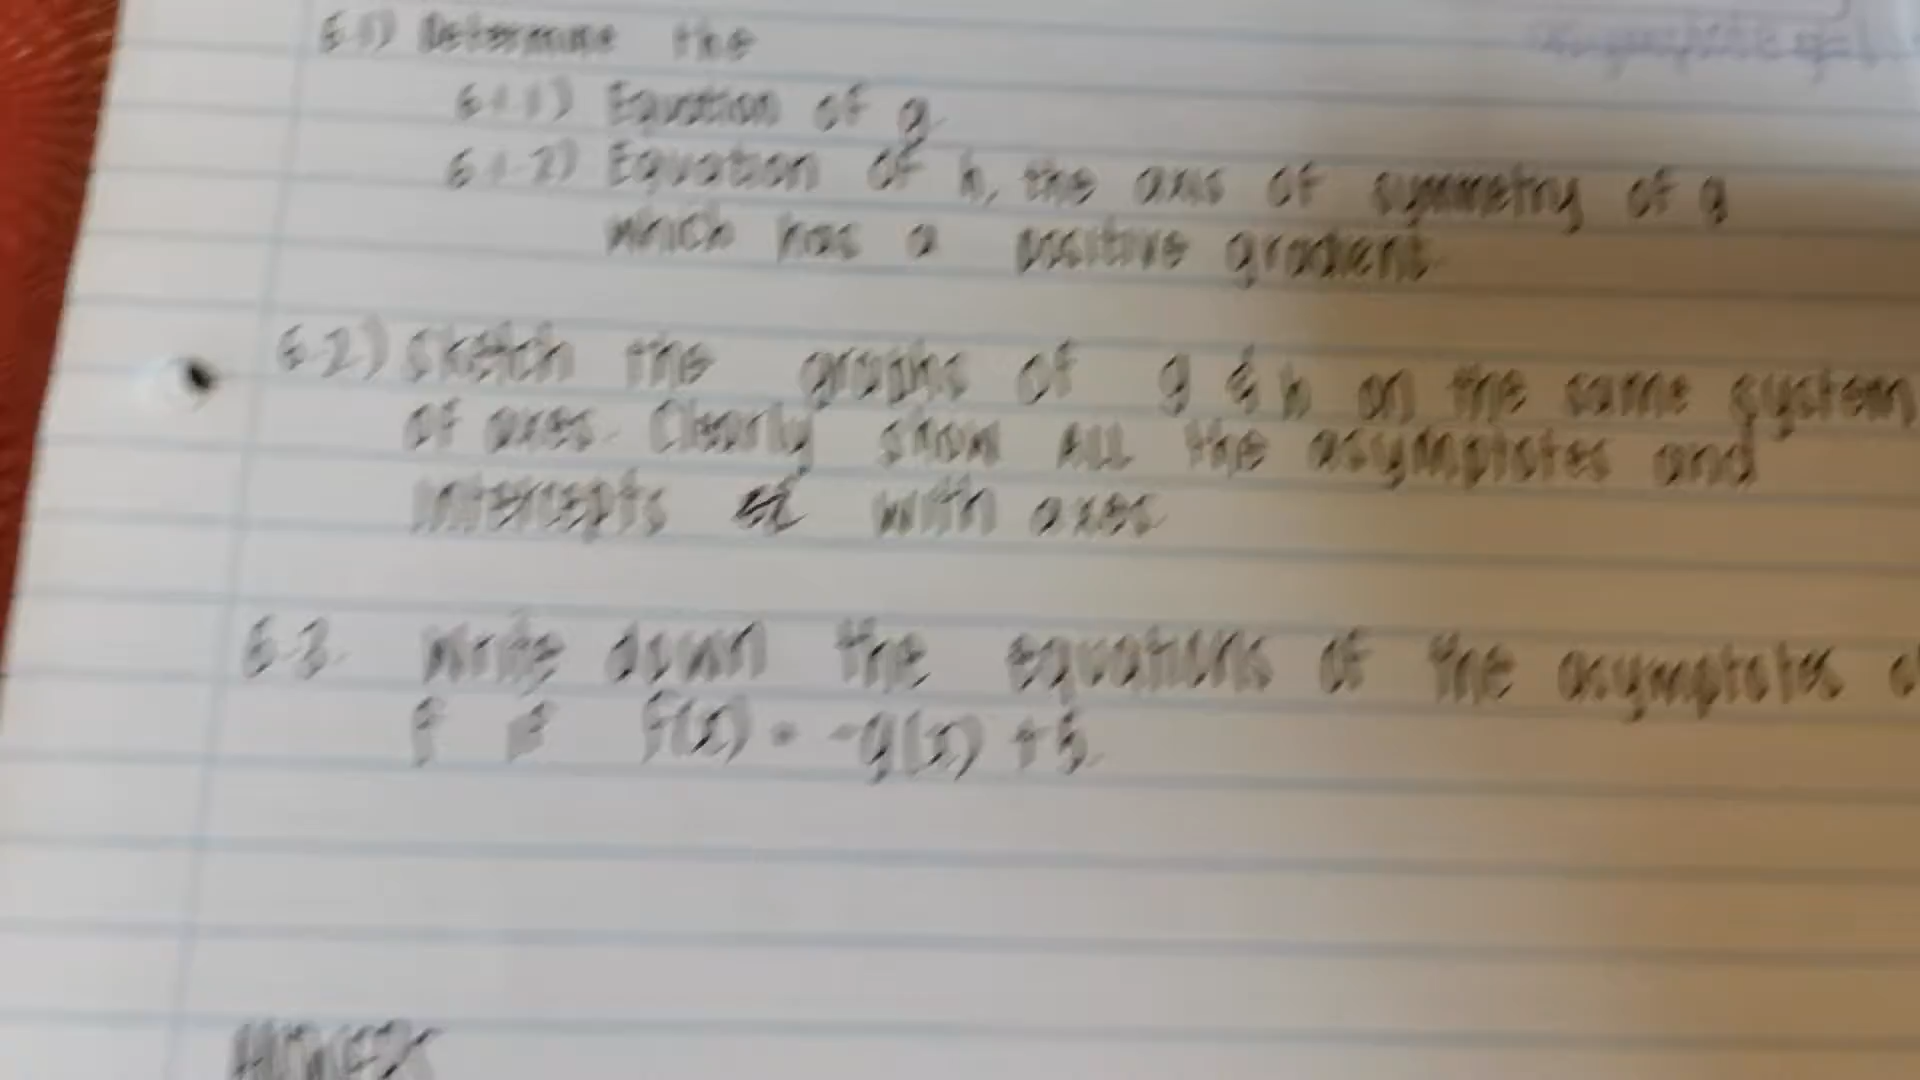 6.1) Determine the
6.1.1) Equation of g
6.1.2) Equation of h, the axis of symmetry of g
which has a positive gradient
6.2) Sketch the graphs of g & h on the same system
of axes. Clearly show ALL the asymptotes and
intercepts with axes
6.3. Write down the equations of the asymptotes
f f(x) = -g(x) +
ANSWERS